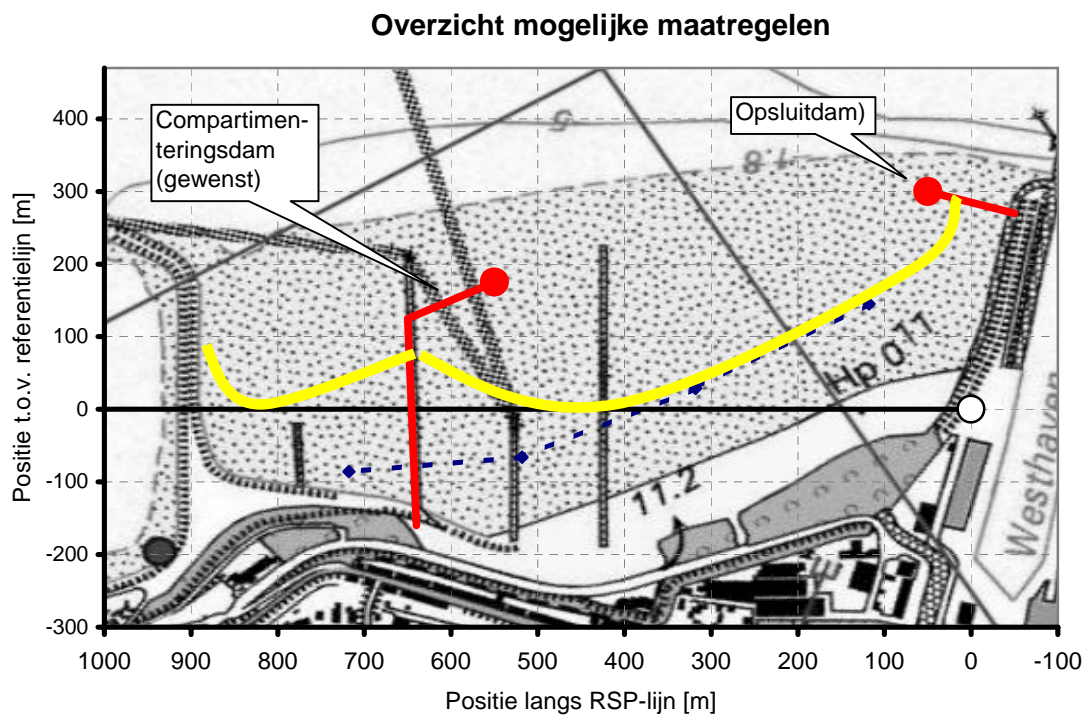 Overzicht mogelijke maatregelen
Positie t.o.v. referentielijn [m]
400
300
200
100
0
-100
-200
-300
Compartimen-
teringsdam
(gewenst)
Opsluitdam)
5
18
Hp 0¹1
11.2
Westhaven
1000 900 800 700 600 500 400 300 200 100 0 -100
Positie langs RSP-lijn [m]